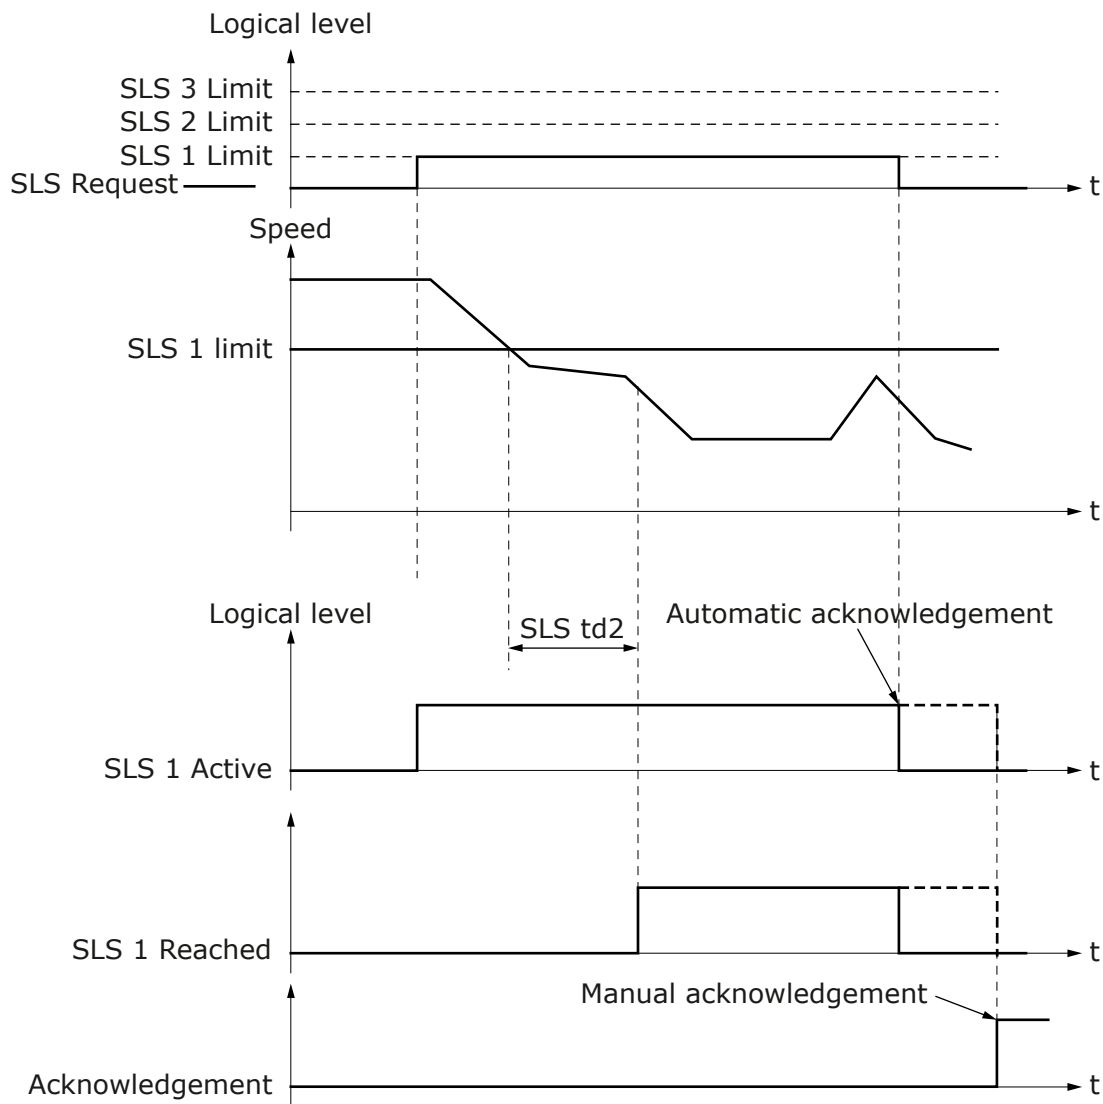 Logical level
SLS 3 Limit
SLS 2 Limit
SLS 1 Limit
SLS Request
t
Speed
SLS 1 limit
t
Logical level
SLS td2
Automatic acknowledgement
SLS 1 Active
t
SLS 1 Reached
t
Manual acknowledgement
Acknowledgement
t